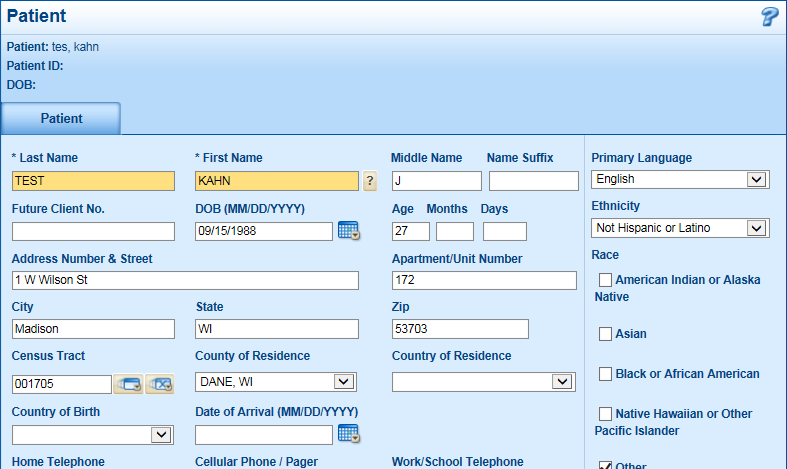 Patient
Patient: tes, kahn
Patient ID:
DOB:
Patient
* Last Name * First Name Middle Name Name Suffix Primary Language
TEST KAHN ? J English
Future Client No. DOB (MM/DD/YYYY) Age Months Days Ethnicity
09/15/1988 27 Not Hispanic or Latino
Address Number & Street Apartment/Unit Number Race
1 W Wilson St 172 American Indian or Alaska
Native
City State Zip
Madison WI 53703 Asian
Census Tract County of Residence Country of Residence
001705 DANE, WI Black or African American
Country of Birth Date of Arrival (MM/DD/YYYY) Native Hawaiian or Other
Pacific Islander
Home Telephone Cellular Phone / Pager Work/School Telephone Other